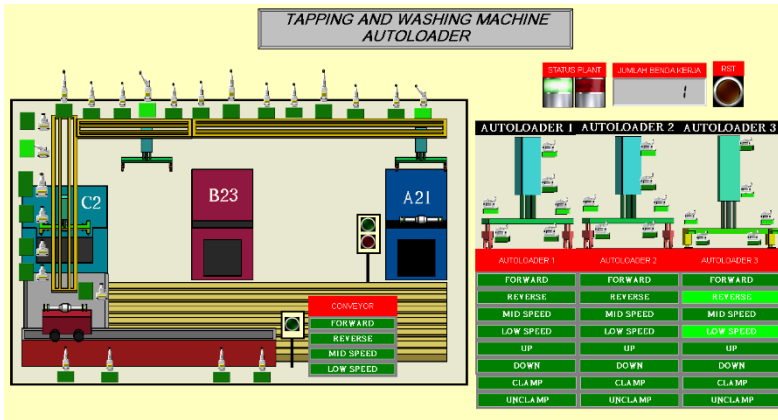 TAPPING AND WASHING MACHINE
AUTOLOADER
STATUS PLANT
JUMLAH BENDA KERJA
RST
1
AUTOLOADER 1
AUTOLOADER 2
AUTOLOADER 3
C2
B23
A21
AUTOLOADER 1
AUTOLOADER 2
AUTOLOADER 3
FORWARD
FORWARD
FORWARD
REVERSE
REVERSE
REVERSE
MID SPEED
MID SPEED
MID SPEED
LOW SPEED
LOW SPEED
LOW SPEED
UP
UP
UP
DOWN
DOWN
DOWN
CLAMP
CLAMP
CLAMP
UNCLAMP
UNCLAMP
UNCLAMP
CONVEYOR
FORWARD
REVERSE
MID SPEED
LOW SPEED